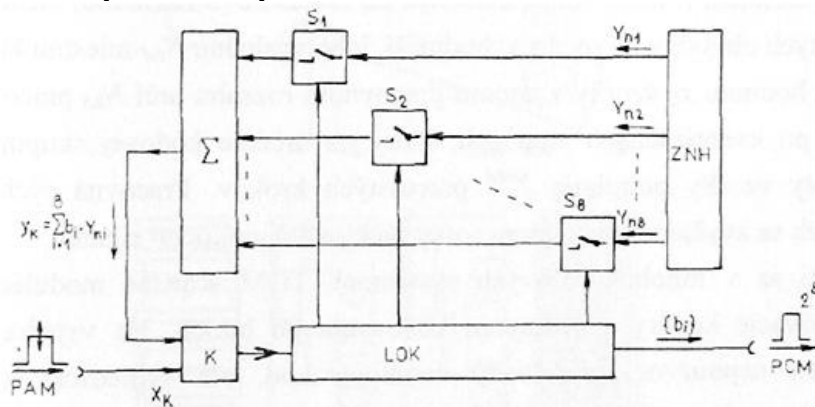 S1
Yn1
S2
Yn2
Σ
ZNH
S8
Yn8
8
yK = Σ bi . Yni
i=1
(bi)
K
LOK
PAM
PCM
XK